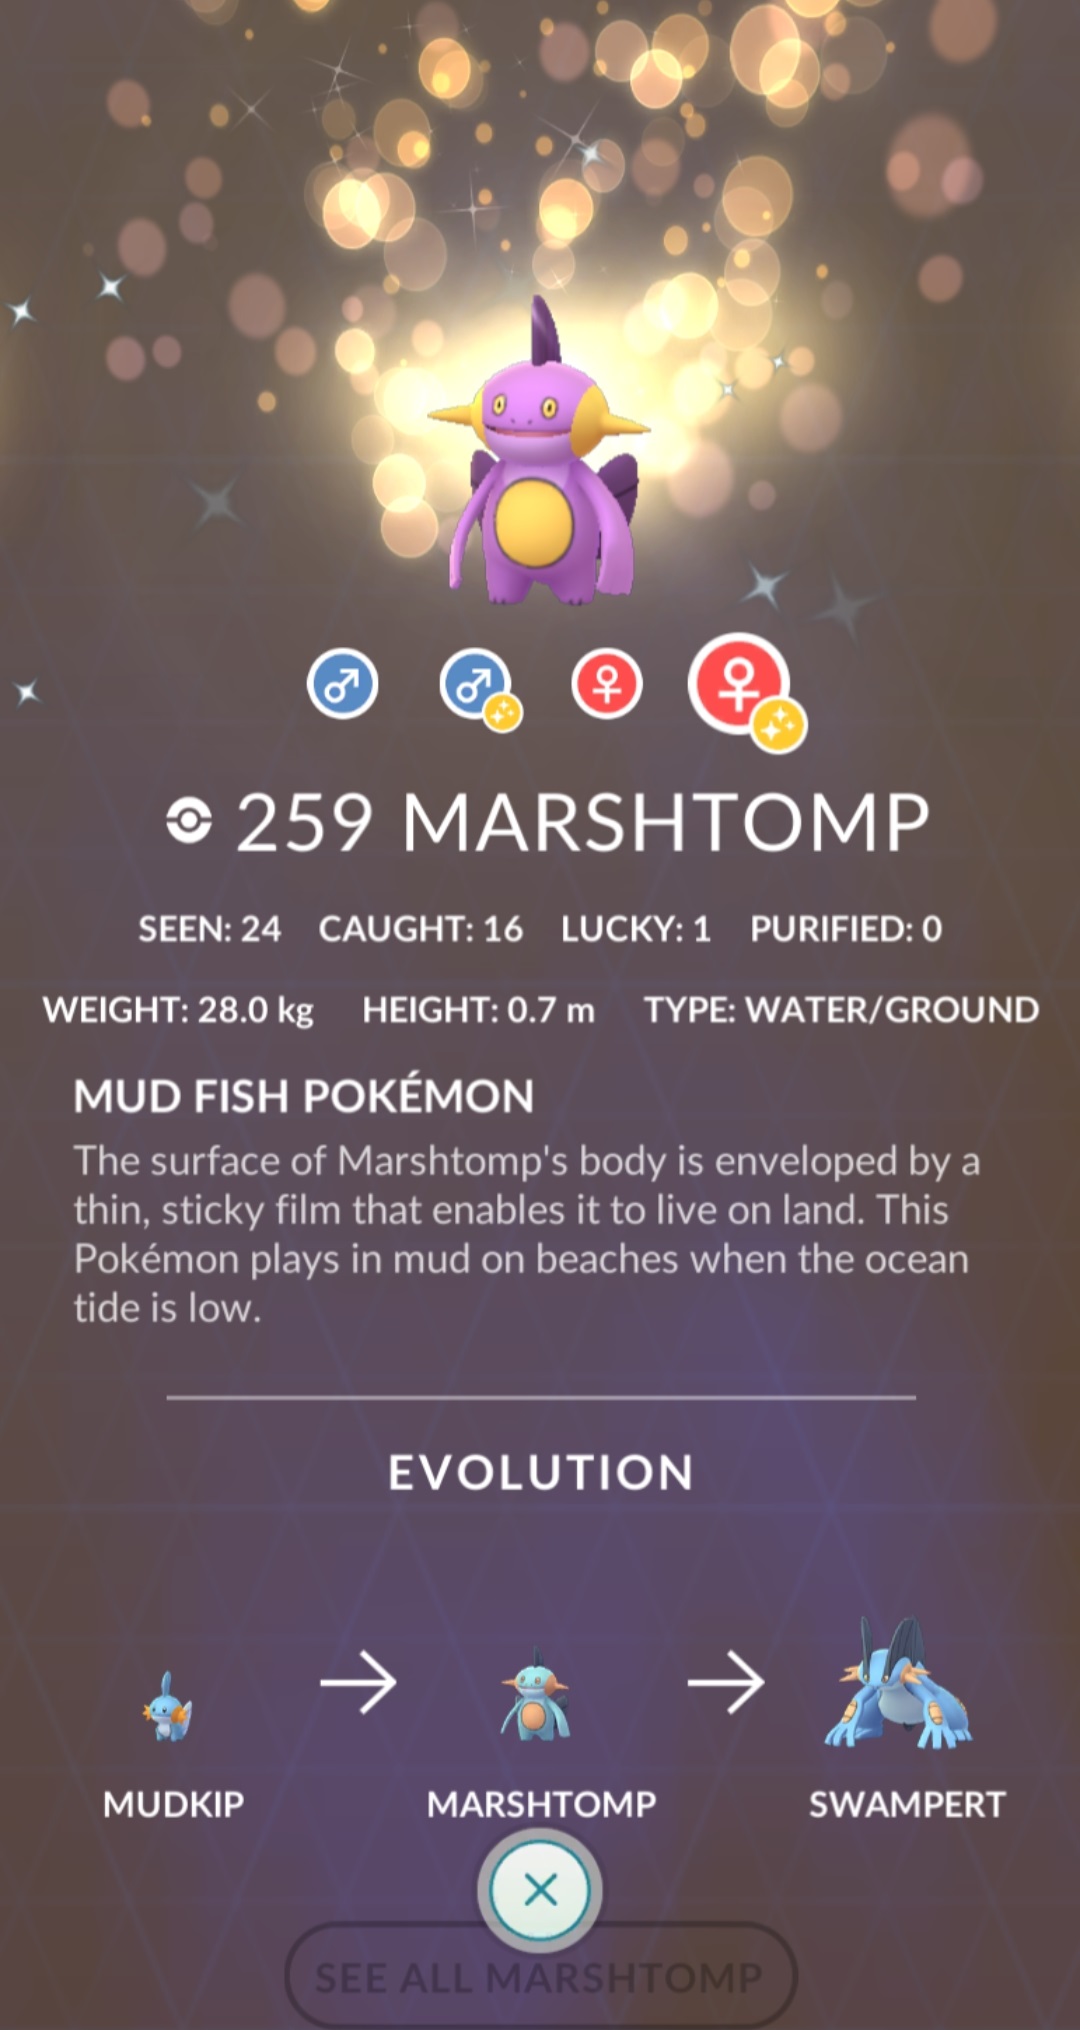 259 MARSHTOMP
SEEN: 24 CAUGHT: 16 LUCKY: 1 PURIFIED: 0
WEIGHT: 28.0 kg HEIGHT: 0.7 m TYPE: WATER/GROUND
MUD FISH POKÉMON
The surface of Marshtomp's body is enveloped by a
thin, sticky film that enables it to live on land. This
Pokémon plays in mud on beaches when the ocean
tide is low.
EVOLUTION
MUDKIP MARSHTOMP SWAMPERT
SEE ALL MARSHTOMP